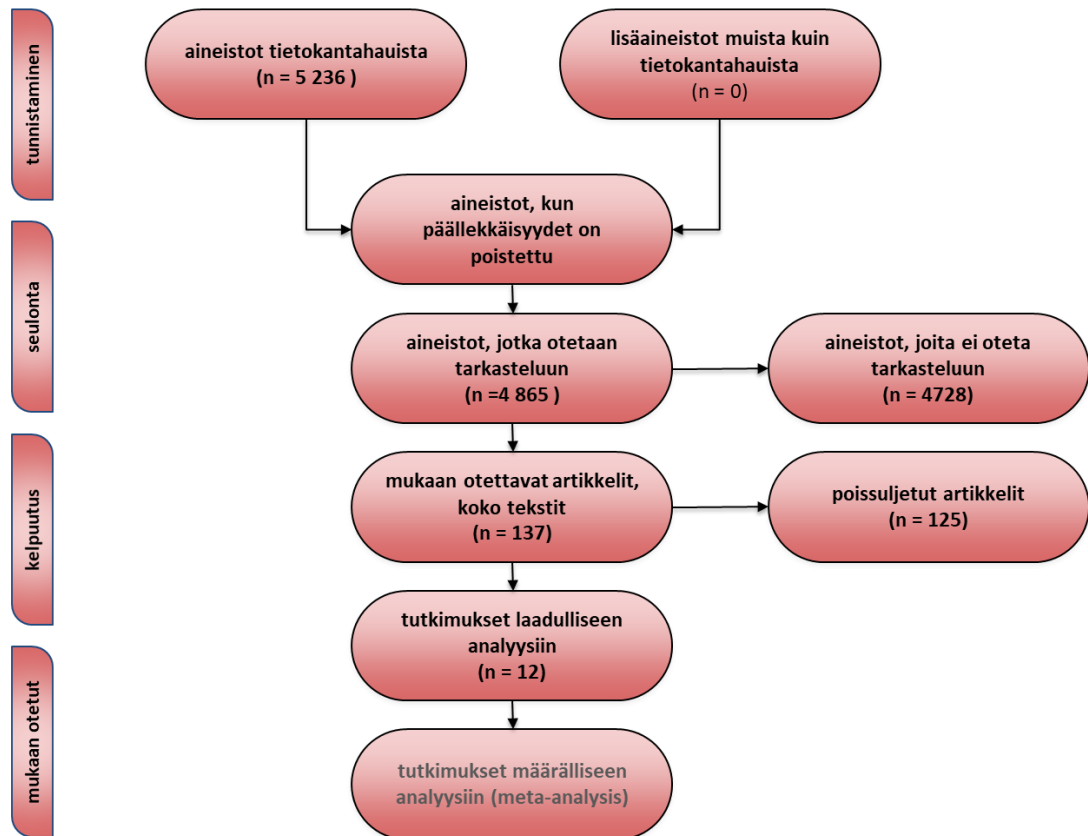 tunnistaminen
aineistot tietokantahauista
(n = 5 236 )
lisäaineistot muista kuin
tietokantahauista
(n = 0)
aineistot, kun
päällekkäisyydet on
poistettu
seulonta
aineistot, jotka otetaan
tarkasteluun
(n =4 865 )
aineistot, joita ei oteta
tarkasteluun
(n = 4728)
kelpuutus
mukaan otettavat artikkelit,
koko tekstit
(n = 137)
poissuljetut artikkelit
(n = 125)
tutkimukset laadulliseen
analyysiin
(n = 12)
mukaan otetut
tutkimukset määrälliseen
analyysiin (meta-analysis)